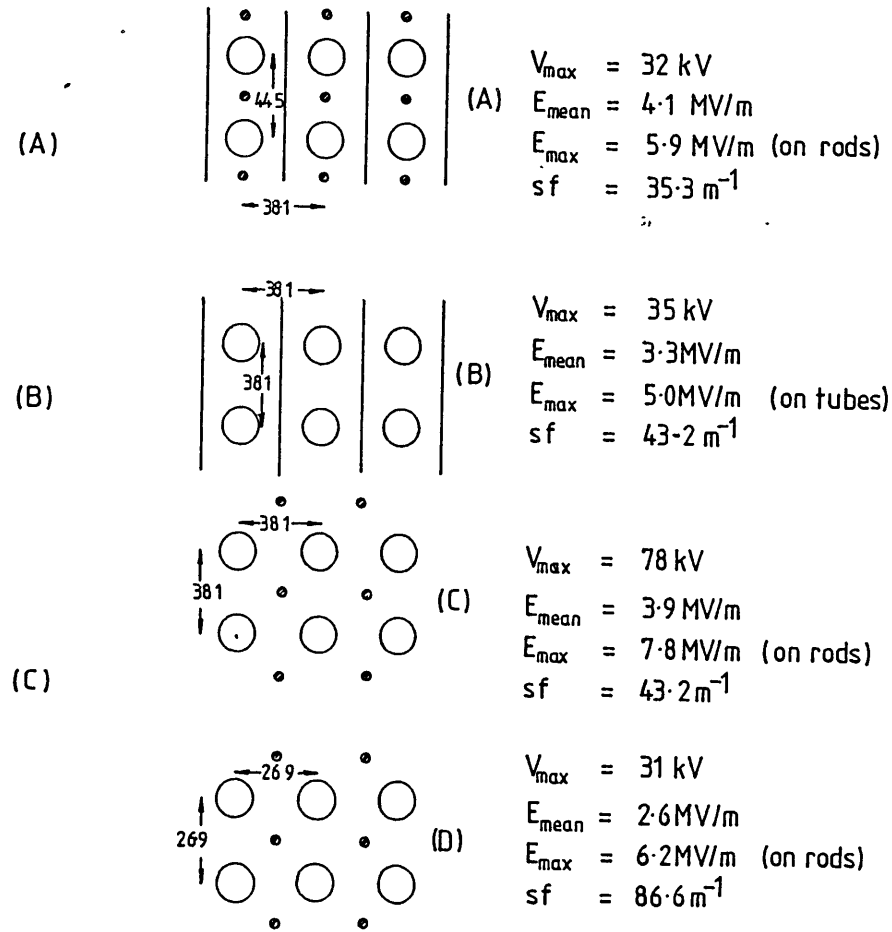 (A)
445
381
(A)
V_max = 32 kV
E_mean = 4·1 MV/m
E_max = 5·9 MV/m (on rods)
sf = 35·3 m⁻¹
(B)
381
381
(B)
V_max = 35 kV
E_mean = 3·3 MV/m
E_max = 5·0 MV/m (on tubes)
sf = 43-2 m⁻¹
(C)
381
381
(C)
V_max = 78 kV
E_mean = 3·9 MV/m
E_max = 7·8 MV/m (on rods)
sf = 43·2 m⁻¹
269
269
(D)
V_max = 31 kV
E_mean = 2·6 MV/m
E_max = 6·2 MV/m (on rods)
sf = 86·6 m⁻¹